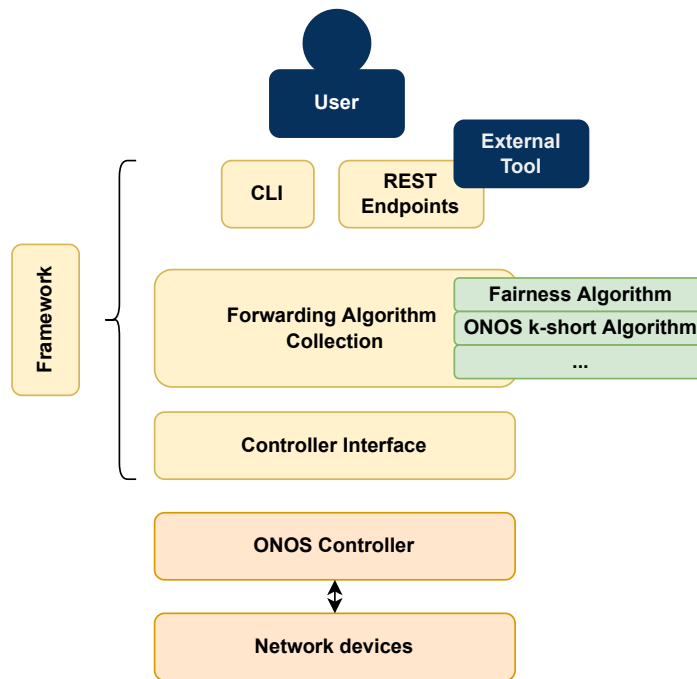 User
External
Tool
CLI
REST
Endpoints
Framework
Forwarding Algorithm
Collection
Fairness Algorithm
ONOS k-short Algorithm
...
Controller Interface
ONOS Controller
Network devices